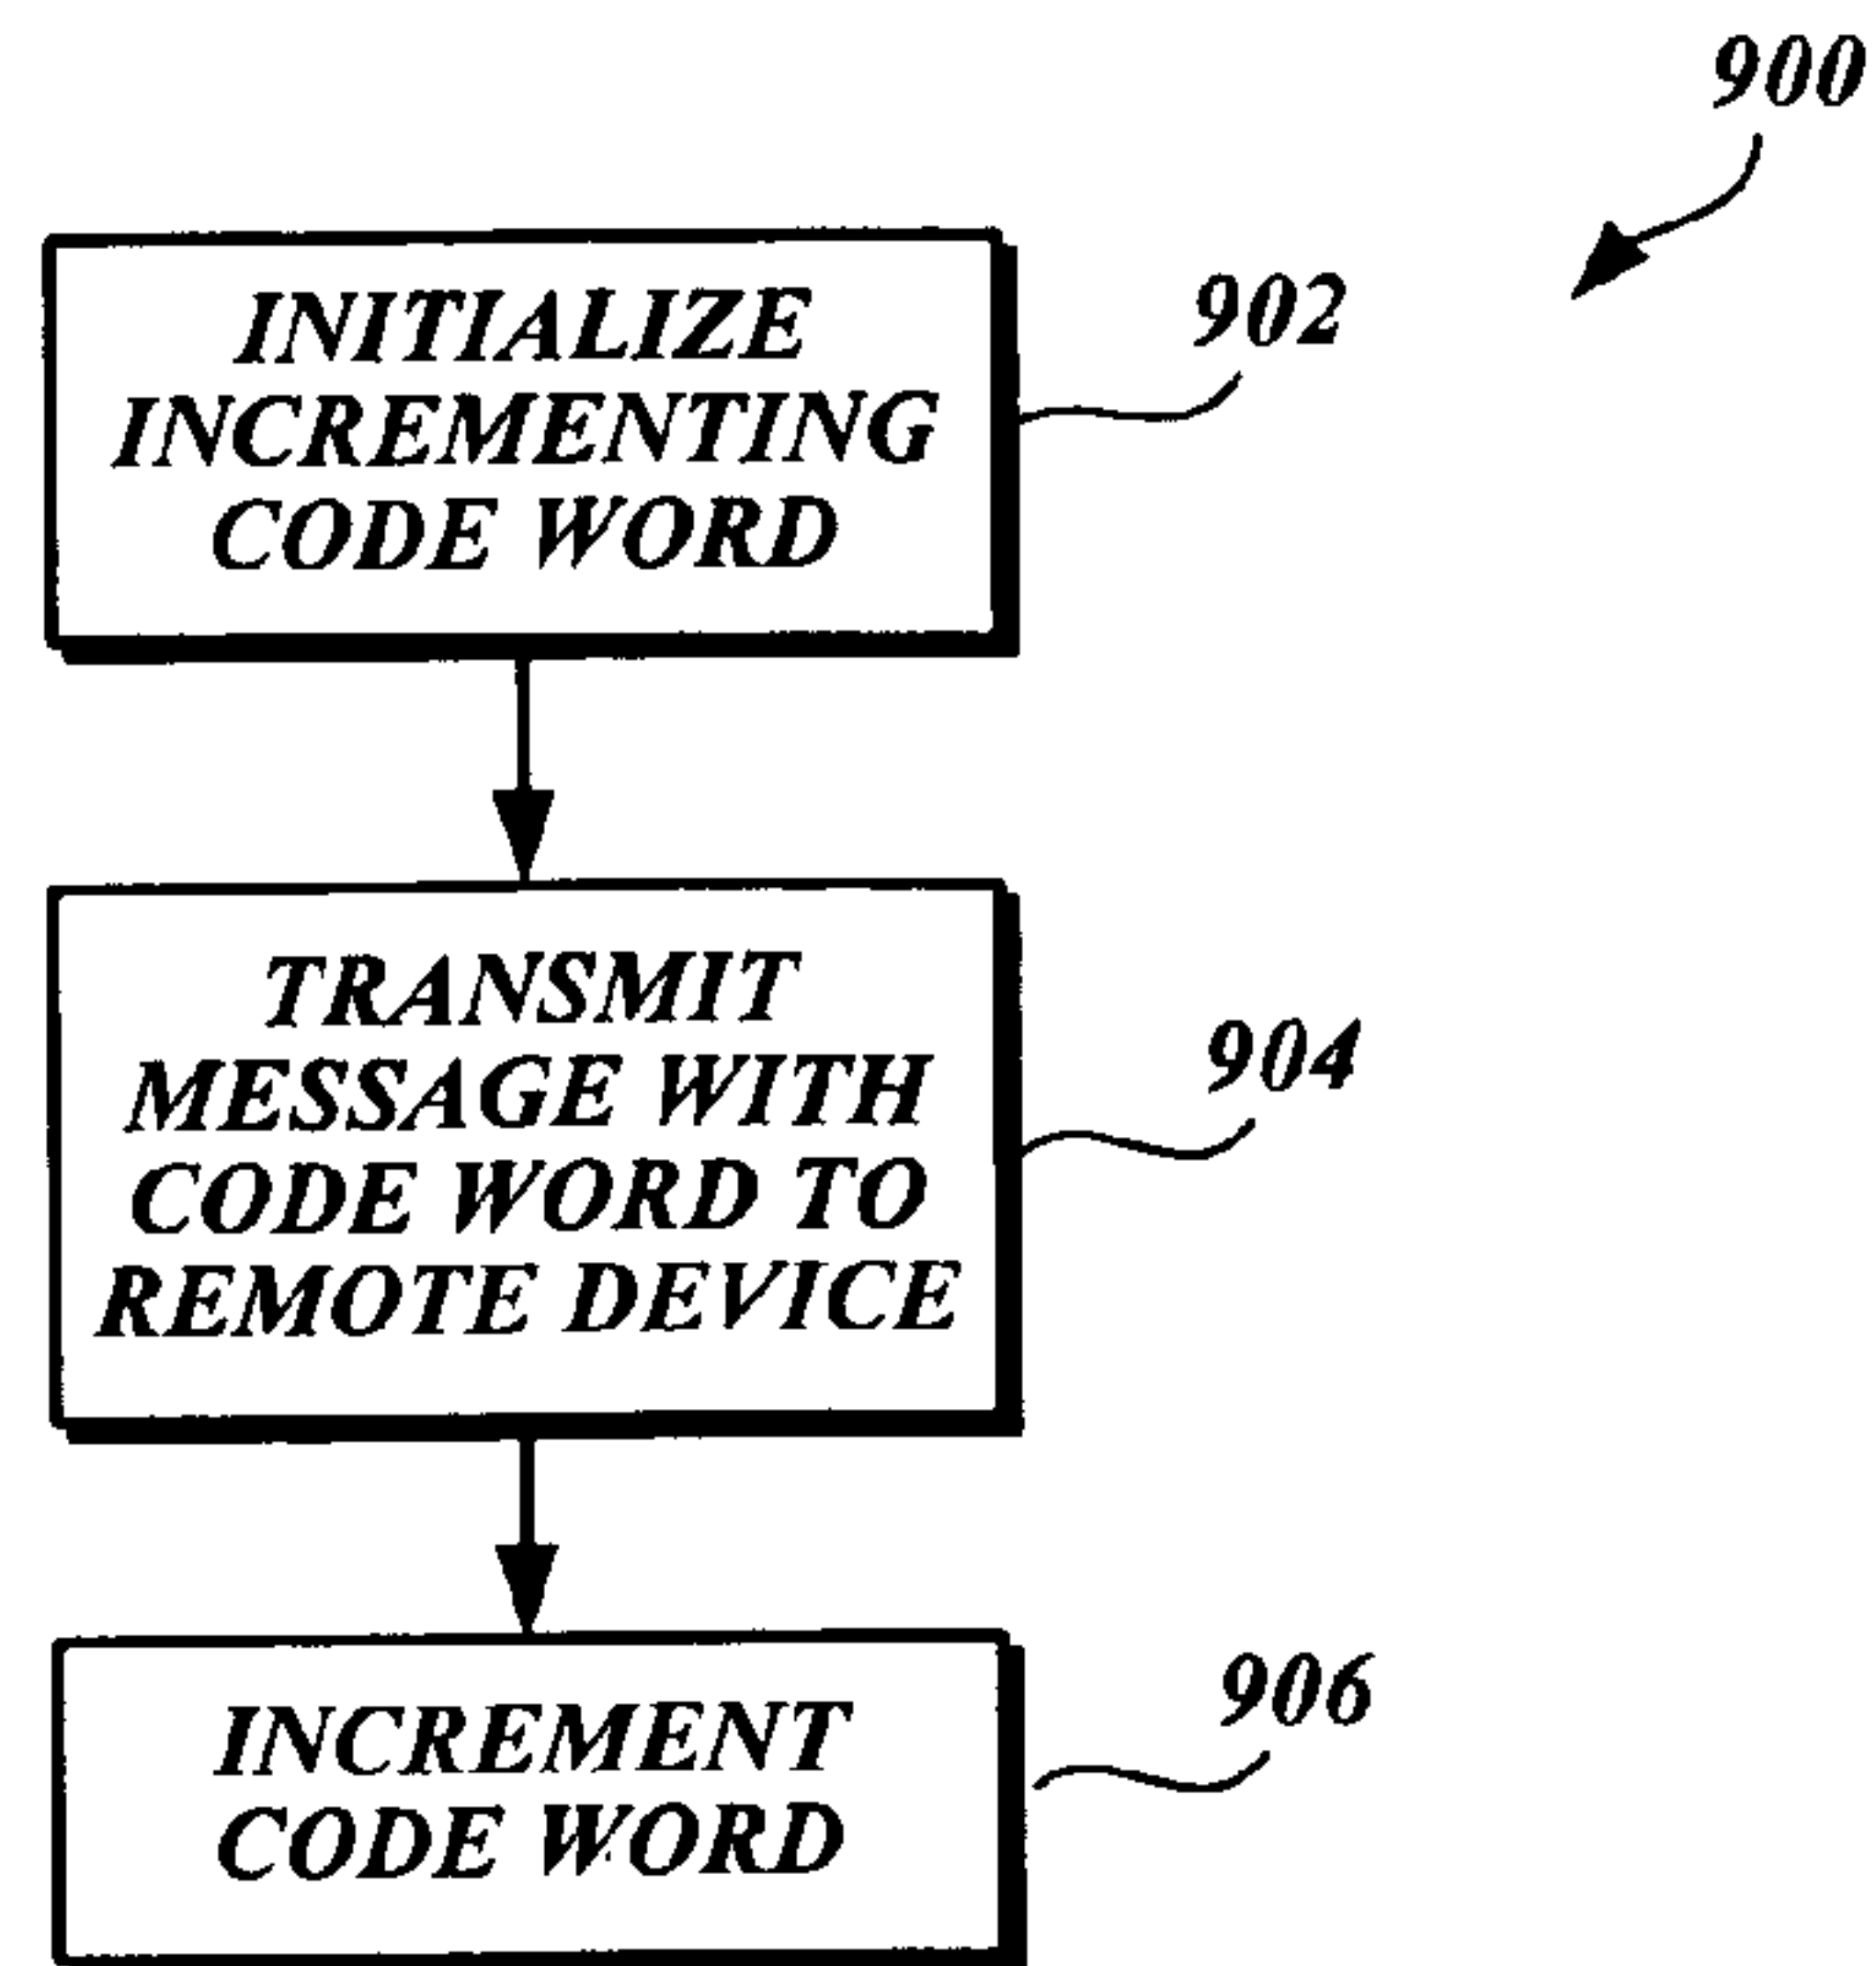 900
INITIALIZE
INCREMENTING
CODE WORD
902
TRANSMIT
MESSAGE WITH
CODE WORD TO
REMOTE DEVICE
904
INCREMENT
CODE WORD
906